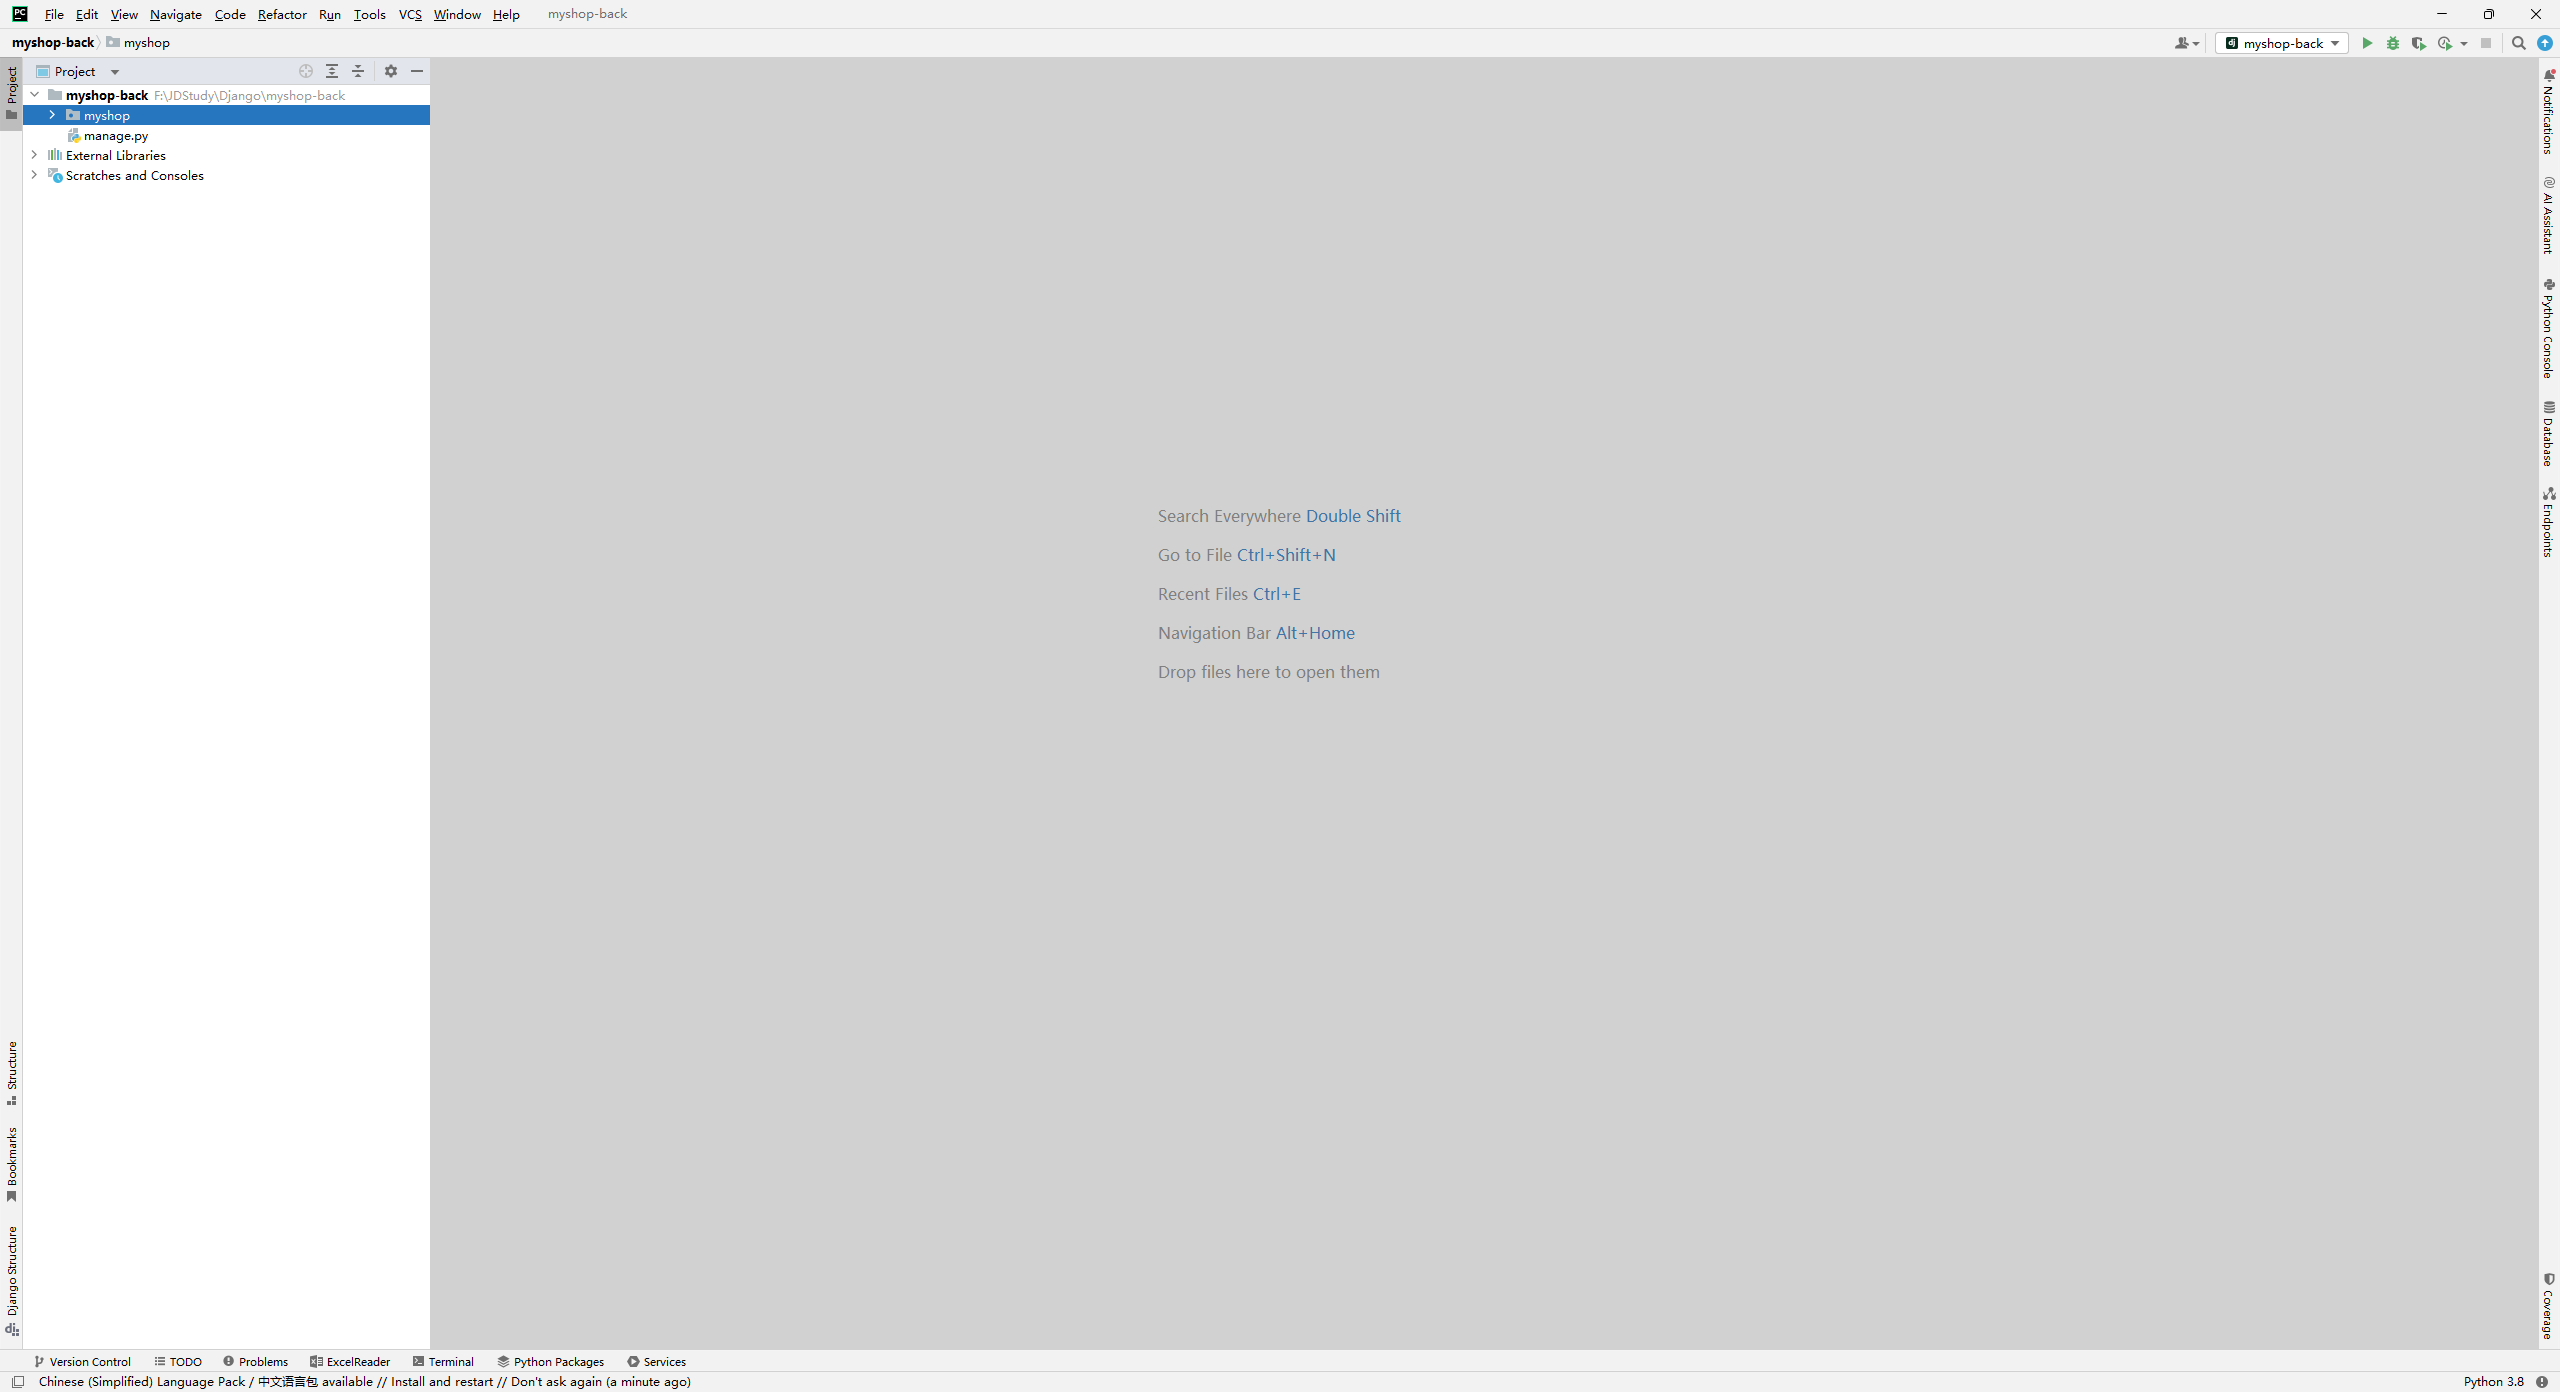 PC File Edit View Navigate Code Refactor Run Tools VCS Window Help myshop-back
myshop-back myshop
dj myshop-back
Project
Project
myshop-back F:\JDStudy\Django\myshop-back
myshop
manage.py
External Libraries
Scratches and Consoles
Search Everywhere Double Shift
Go to File Ctrl+Shift+N
Recent Files Ctrl+E
Navigation Bar Alt+Home
Drop files here to open them
Notifications
AI Assistant
Python Console
Database
Endpoints
Coverage
Structure
Bookmarks
Django Structure
Version Control TODO Problems ExcelReader Terminal Python Packages Services
Chinese (Simplified) Language Pack / 中文语言包 available // Install and restart // Don't ask again (a minute ago)
Python 3.8